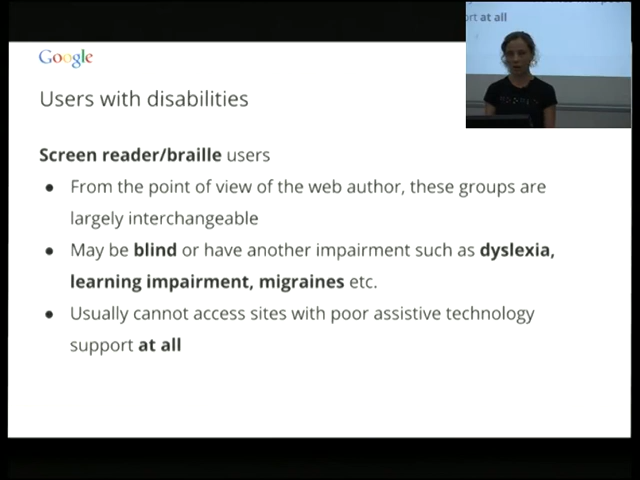 rt at all
Google
Users with disabilities
Screen reader/braille users
● From the point of view of the web author, these groups are
largely interchangeable
● May be blind or have another impairment such as dyslexia,
learning impairment, migraines etc.
● Usually cannot access sites with poor assistive technology
support at all